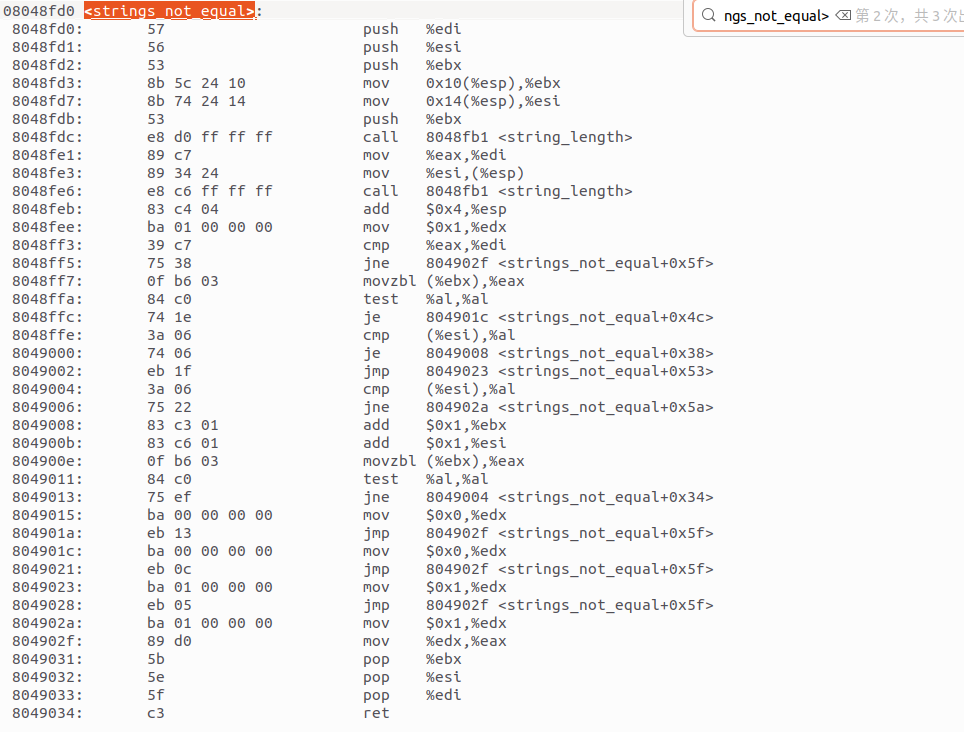 08048fd0 <strings_not_equal>:
ngs_not_equal> 第 2 次，共 3 次
8048fd0: 57 push %edi
8048fd1: 56 push %esi
8048fd2: 53 push %ebx
8048fd3: 8b 5c 24 10 mov 0x10(%esp),%ebx
8048fd7: 8b 74 24 14 mov 0x14(%esp),%esi
8048fdb: 53 push %ebx
8048fdc: e8 d0 ff ff ff call 8048fb1 <string_length>
8048fe1: 89 c7 mov %eax,%edi
8048fe3: 89 34 24 mov %esi,(%esp)
8048fe6: e8 c6 ff ff ff call 8048fb1 <string_length>
8048feb: 83 c4 04 add $0x4,%esp
8048fee: ba 01 00 00 00 mov $0x1,%edx
8048ff3: 39 c7 cmp %eax,%edi
8048ff5: 75 38 jne 804902f <strings_not_equal+0x5f>
8048ff7: 0f b6 03 movzbl (%ebx),%eax
8048ffa: 84 c0 test %al,%al
8048ffc: 74 1e je 804901c <strings_not_equal+0x4c>
8048ffe: 3a 06 cmp (%esi),%al
8049000: 74 06 je 8049008 <strings_not_equal+0x38>
8049002: eb 1f jmp 8049023 <strings_not_equal+0x53>
8049004: 3a 06 cmp (%esi),%al
8049006: 75 22 jne 804902a <strings_not_equal+0x5a>
8049008: 83 c3 01 add $0x1,%ebx
804900b: 83 c6 01 add $0x1,%esi
804900e: 0f b6 03 movzbl (%ebx),%eax
8049011: 84 c0 test %al,%al
8049013: 75 ef jne 8049004 <strings_not_equal+0x34>
8049015: ba 00 00 00 00 mov $0x0,%edx
804901a: eb 13 jmp 804902f <strings_not_equal+0x5f>
804901c: ba 00 00 00 00 mov $0x0,%edx
8049021: eb 0c jmp 804902f <strings_not_equal+0x5f>
8049023: ba 01 00 00 00 mov $0x1,%edx
8049028: eb 05 jmp 804902f <strings_not_equal+0x5f>
804902a: ba 01 00 00 00 mov $0x1,%edx
804902f: 89 d0 mov %edx,%eax
8049031: 5b pop %ebx
8049032: 5e pop %esi
8049033: 5f pop %edi
8049034: c3 ret